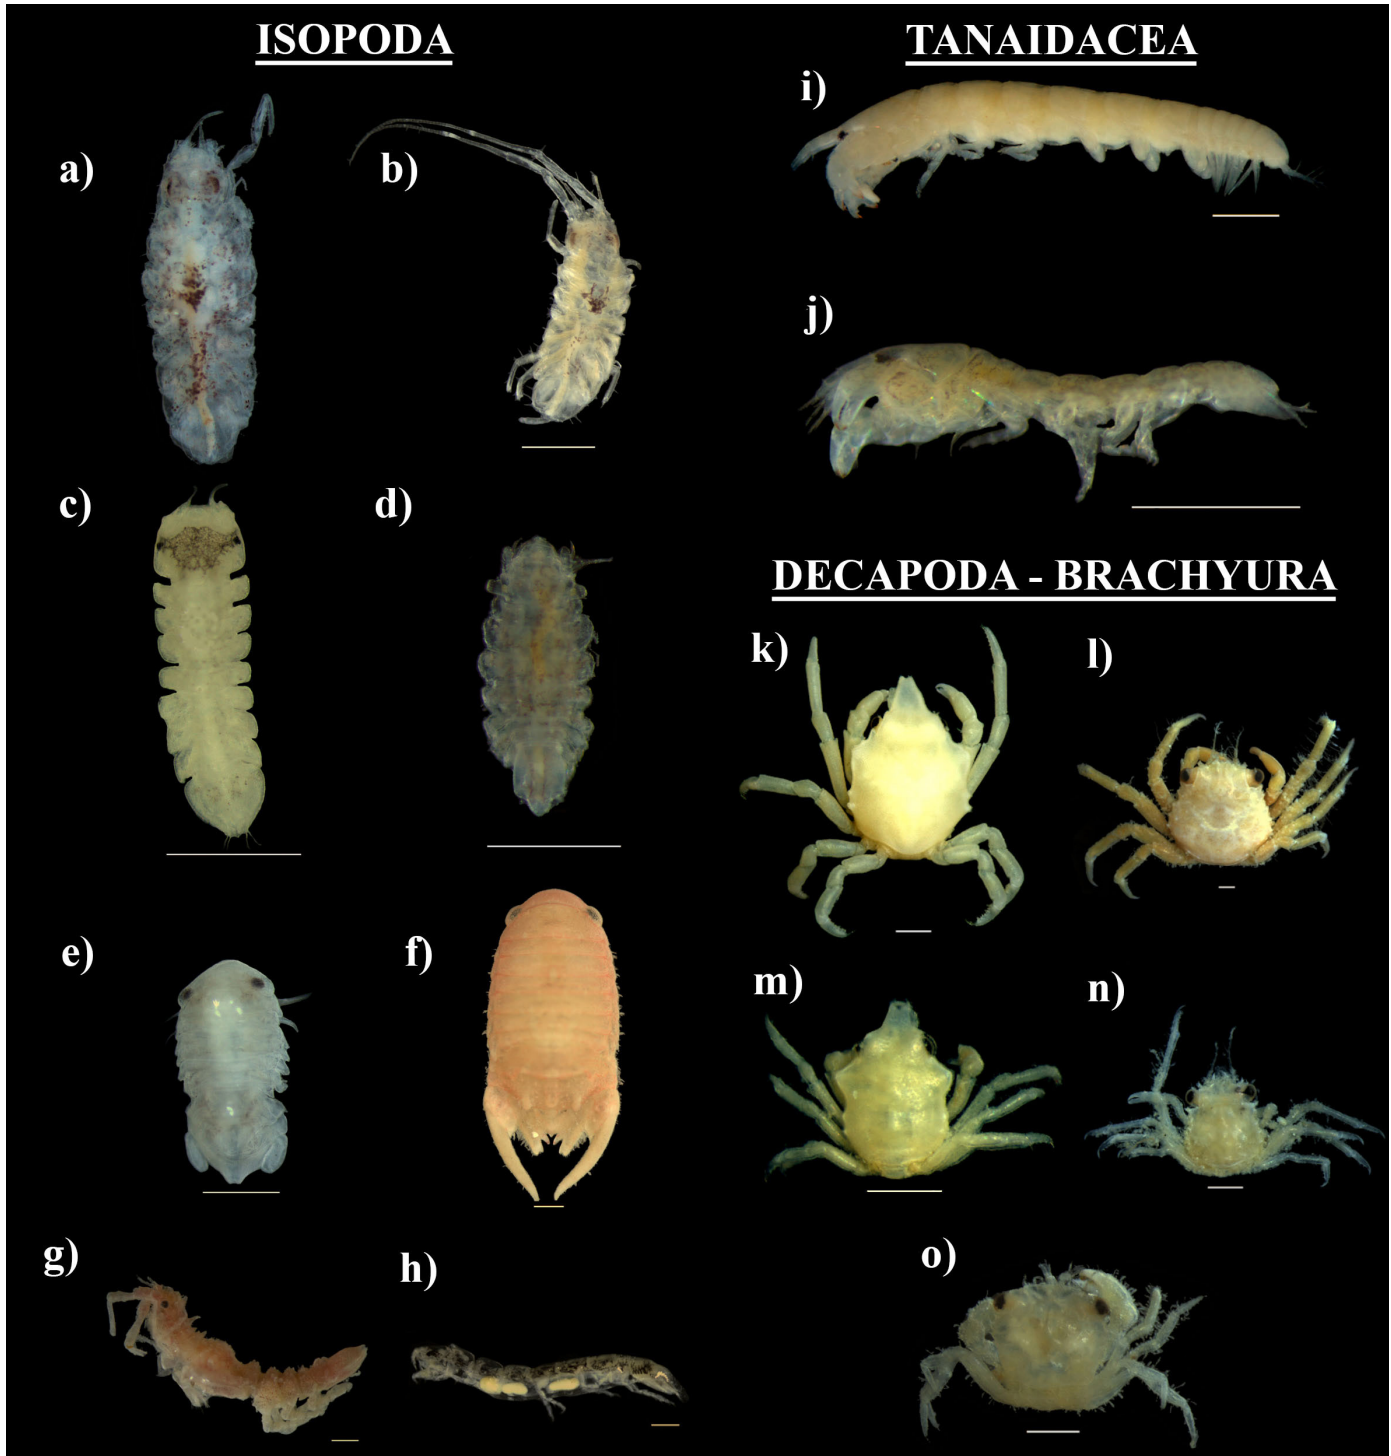 ISOPODA
a)
b)
c)
d)
e)
f)
g)
h)
TANAIDACEA
i)
j)
DECAPODA - BRACHYURA
k)
l)
m)
n)
o)